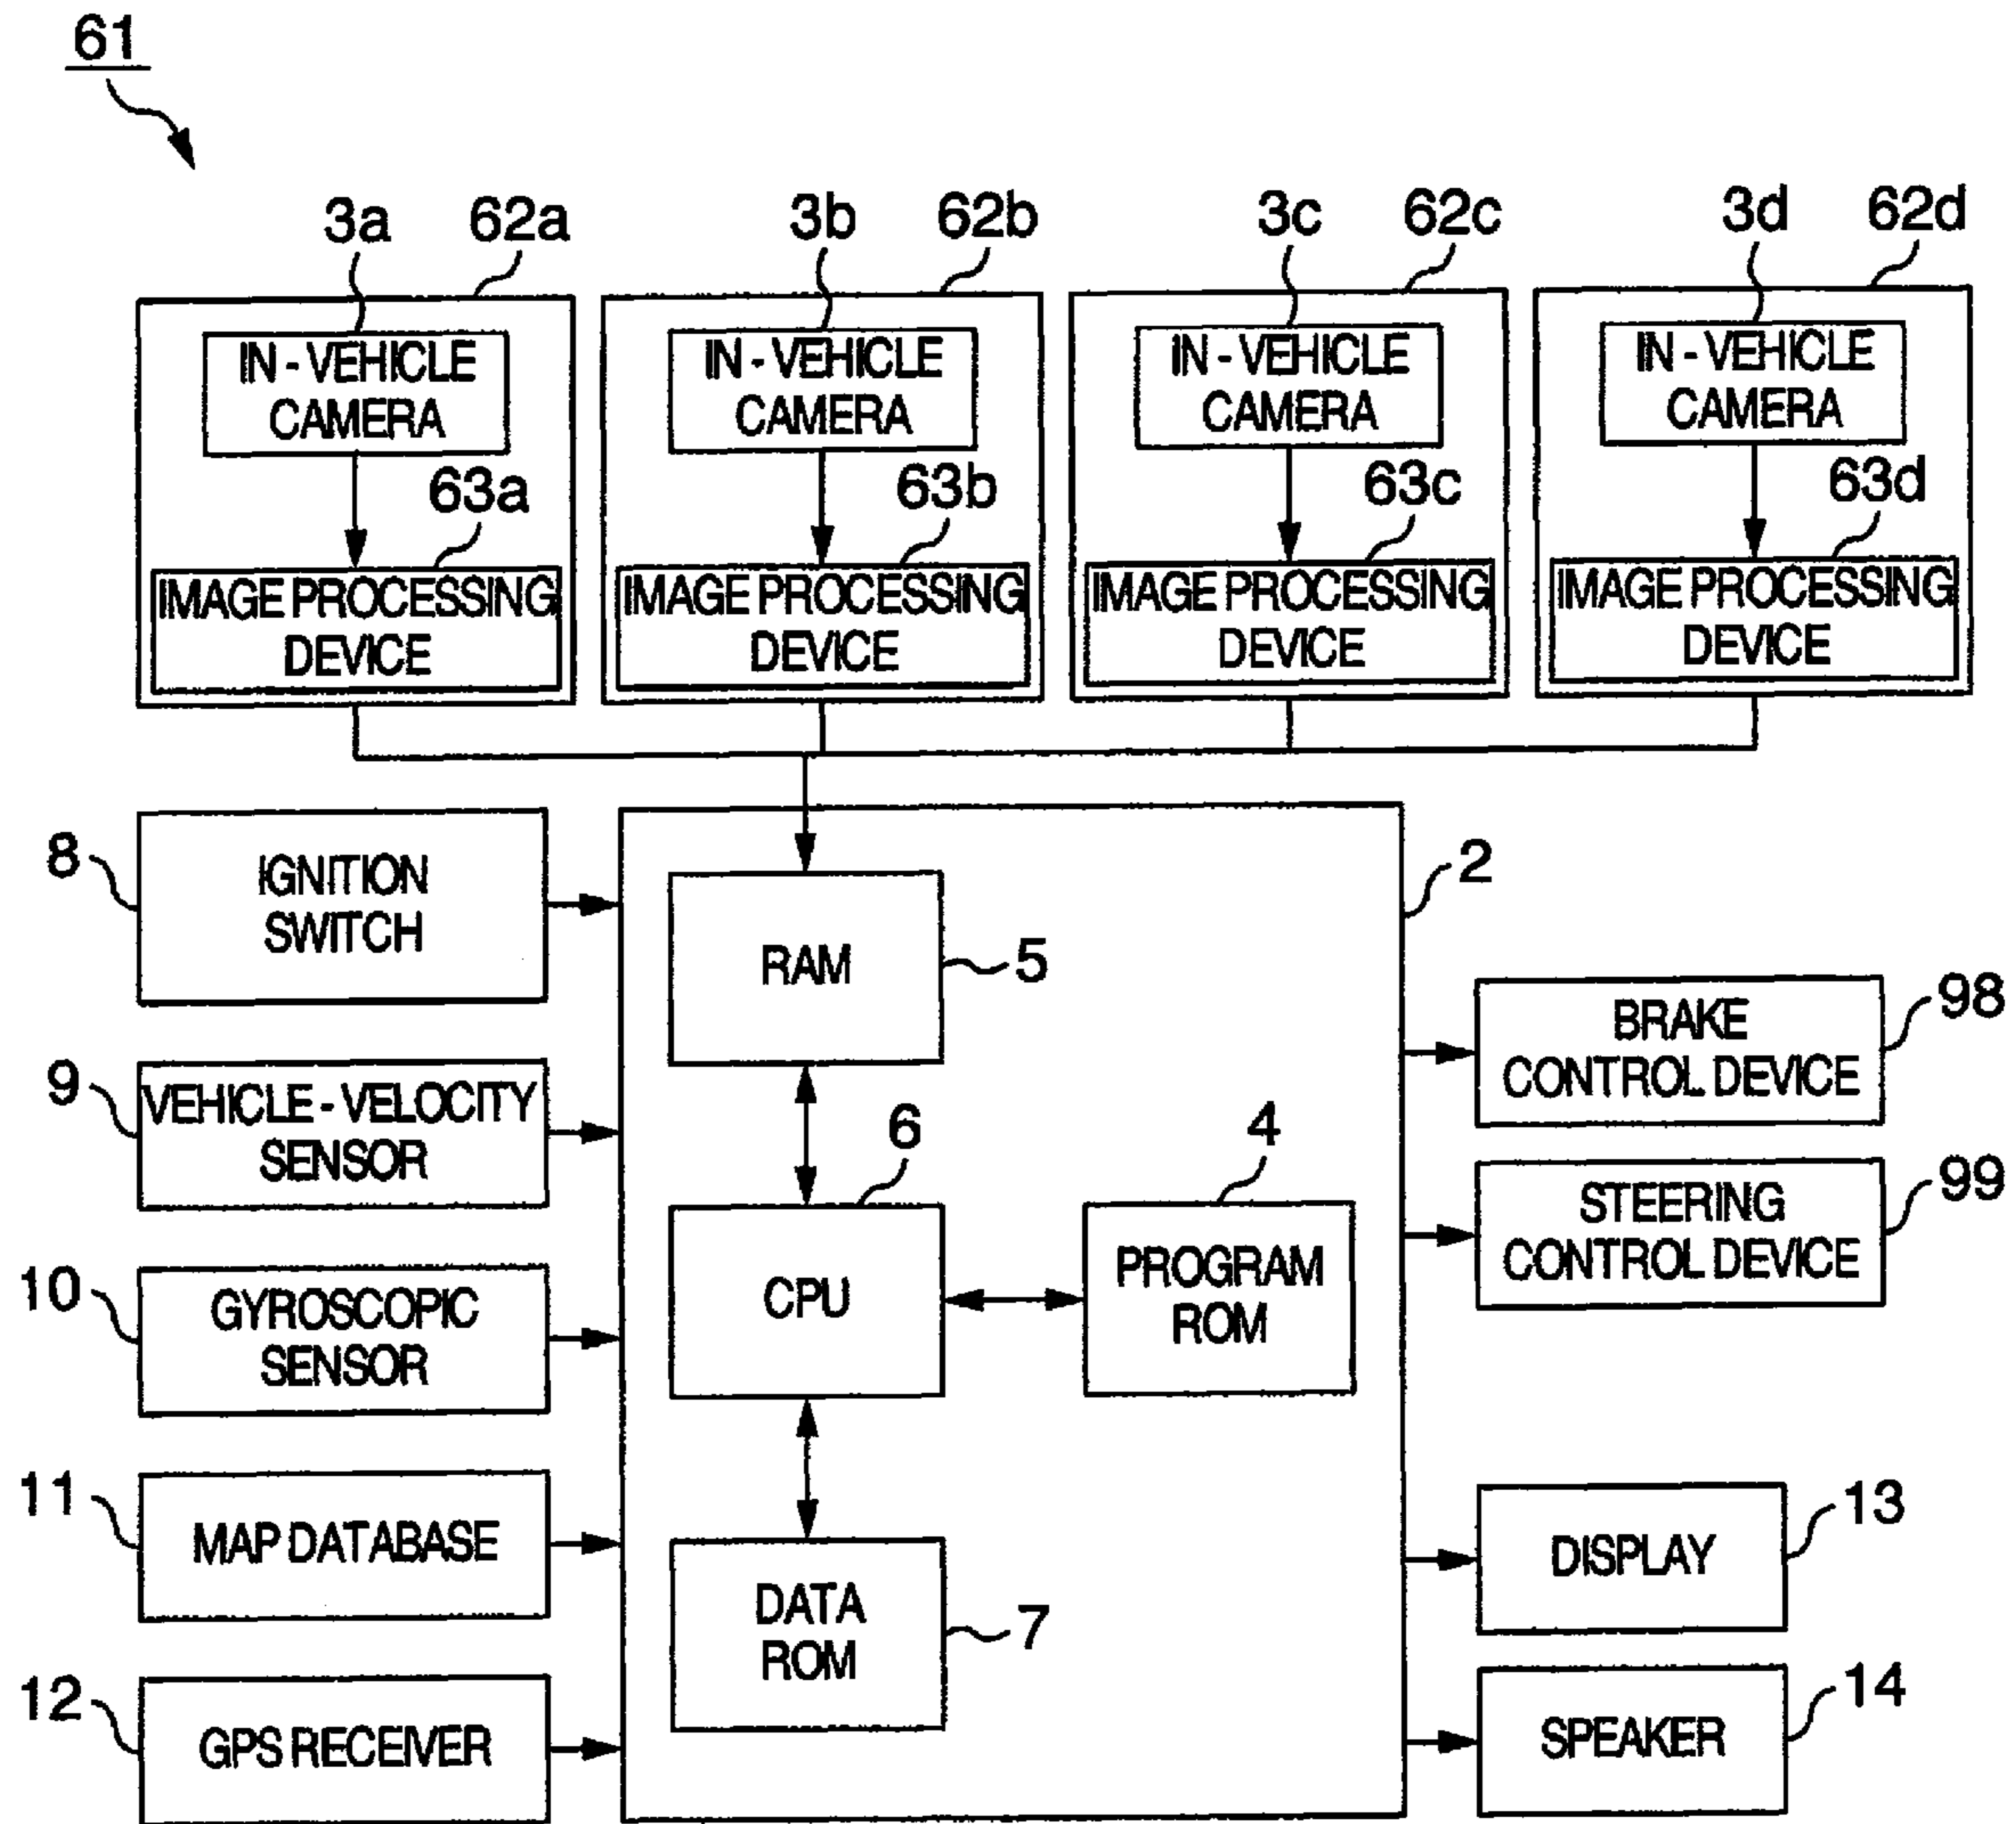 61
3a
62a
3b
62b
3c
62c
3d
62d
IN - VEHICLE
CAMERA
IN - VEHICLE
CAMERA
IN - VEHICLE
CAMERA
IN - VEHICLE
CAMERA
63a
63b
63c
63d
IMAGE PROCESSING
DEVICE
IMAGE PROCESSING
DEVICE
IMAGE PROCESSING
DEVICE
IMAGE PROCESSING
DEVICE
8
IGNITION
SWITCH
9
VEHICLE - VELOCITY
SENSOR
10
GYROSCOPIC
SENSOR
11
MAP DATABASE
12
GPS RECEIVER
2
RAM
5
6
CPU
4
PROGRAM
ROM
DATA
ROM
7
BRAKE
CONTROL DEVICE
98
STEERING
CONTROL DEVICE
99
DISPLAY
13
SPEAKER
14